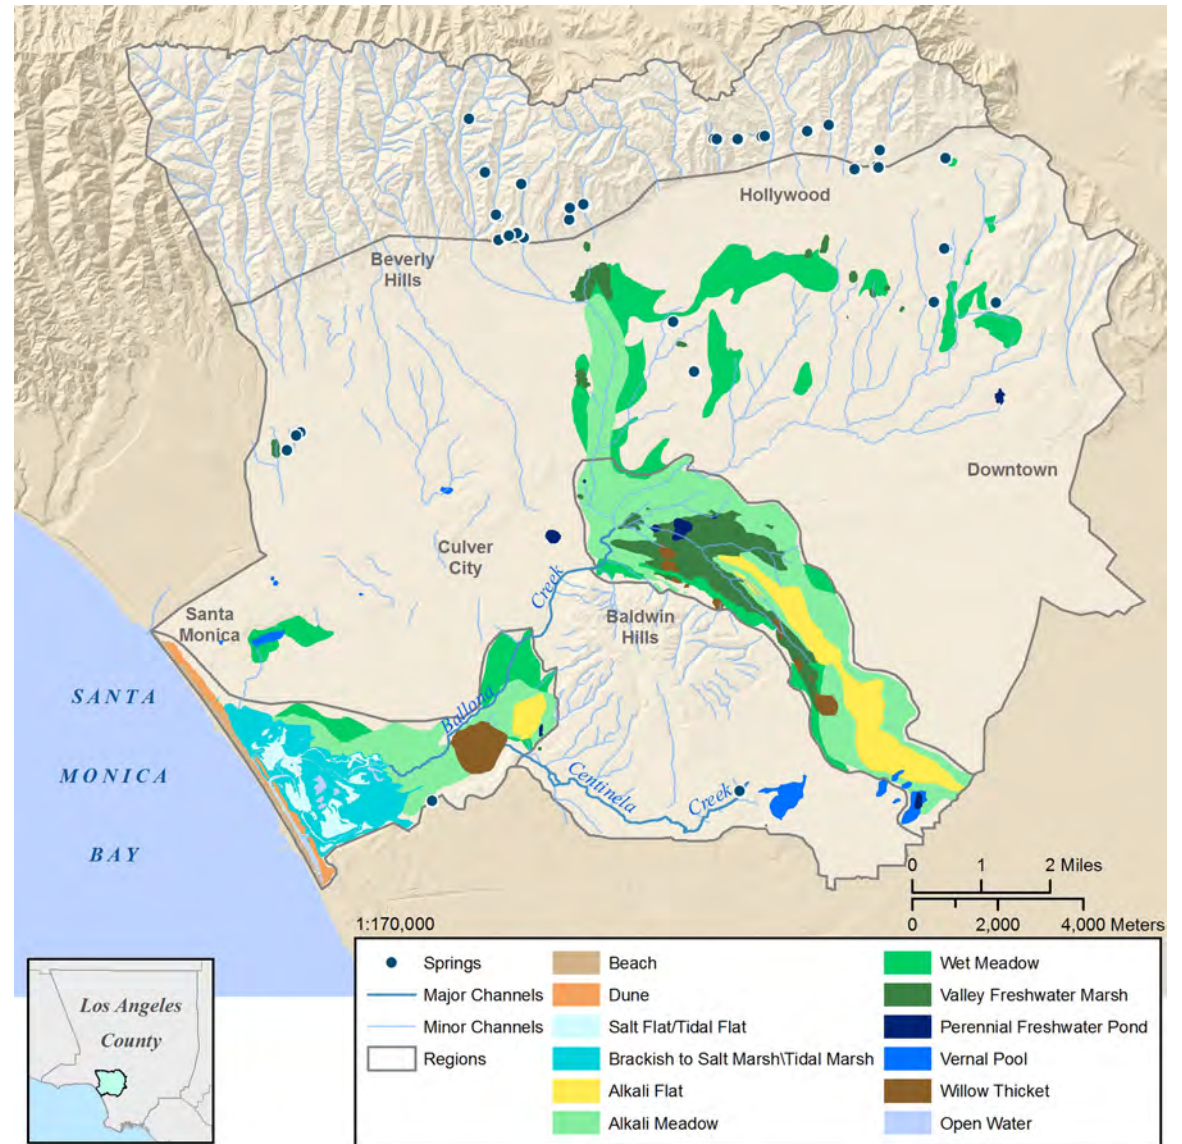 Hollywood
Beverly
Hills
Downtown
Culver
City
Creek
Baldwin
Hills
Santa
Monica
SANTA
MONICA
BAY
Ballona
Centinela
Creek
0 1 2 Miles
0 2,000 4,000 Meters
1:170,000
Los Angeles
County
Springs
Major Channels
Minor Channels
Regions
Beach
Dune
Salt Flat/Tidal Flat
Brackish to Salt Marsh\Tidal Marsh
Alkali Flat
Alkali Meadow
Wet Meadow
Valley Freshwater Marsh
Perennial Freshwater Pond
Vernal Pool
Willow Thicket
Open Water